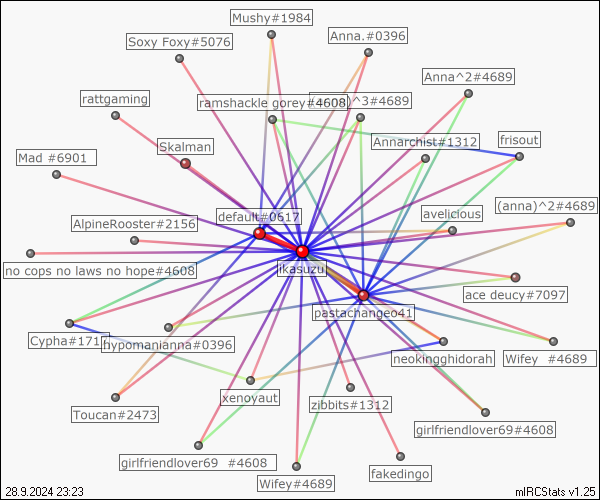 Mushy#1984
Anna.#0396
Soxy Foxy#5076
Anna^2#4689
rattgaming
ramshackle gorey#4608
)^3#4689
Annarchist#1312
frisout
Skalman
Mad #6901
(anna)^2#4689
default#0617
avelicious
AlpineRooster#2156
no cops no laws no hope#4608
ikasuzu
ace deucy#7097
pastachangeo41
Cypha#171
hypomanianna#0396
neokingghidorah
Wifey #4689
xenoyaut
zibbits#1312
Toucan#2473
girlfriendlover69#4608
girlfriendlover69 #4608
fakedingo
Wifey#4689
28.9.2024 23:23
mIRCStats v1.25